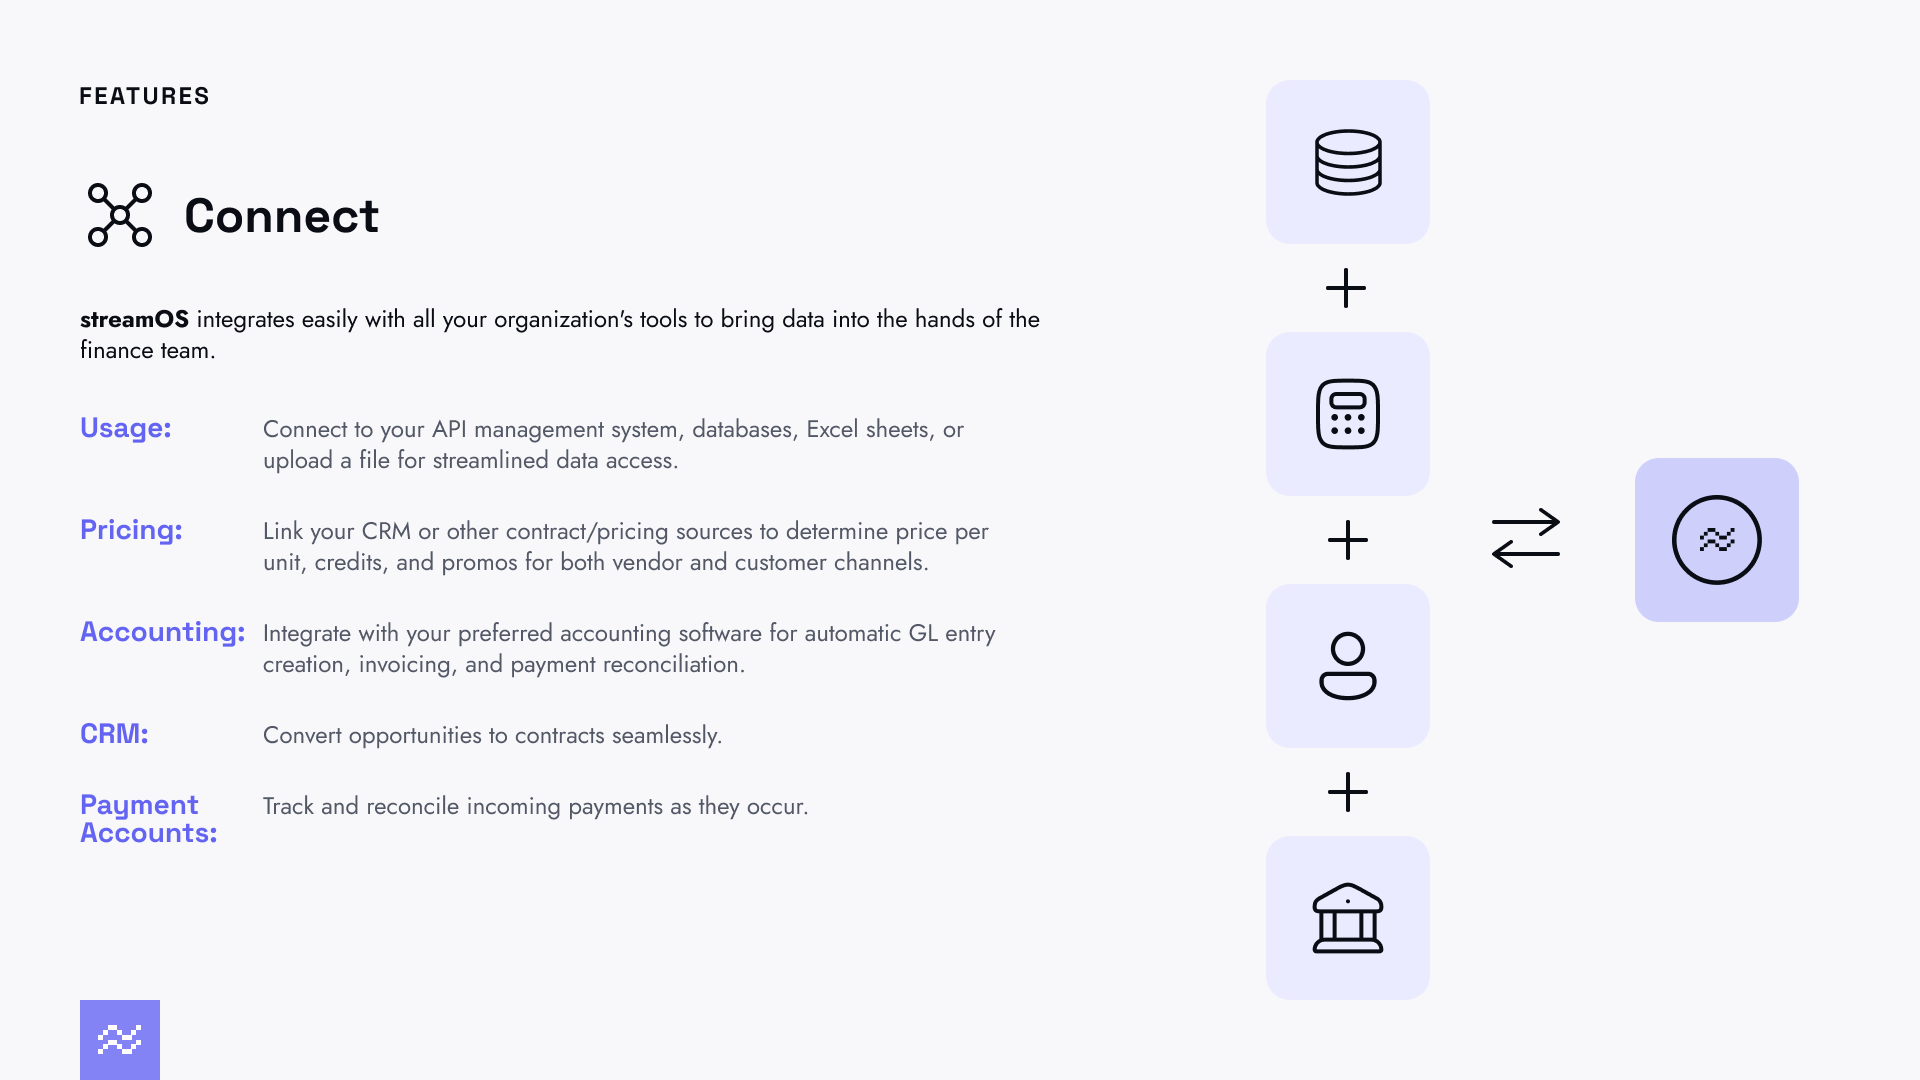 FEATURES
Connect
streamOS integrates easily with all your organization's tools to bring data into the hands of the
finance team.
Usage: Connect to your API management system, databases, Excel sheets, or
upload a file for streamlined data access.
Pricing: Link your CRM or other contract/pricing sources to determine price per
unit, credits, and promos for both vendor and customer channels.
Accounting: Integrate with your preferred accounting software for automatic GL entry
creation, invoicing, and payment reconciliation.
CRM: Convert opportunities to contracts seamlessly.
Payment
Accounts:
Track and reconcile incoming payments as they occur.